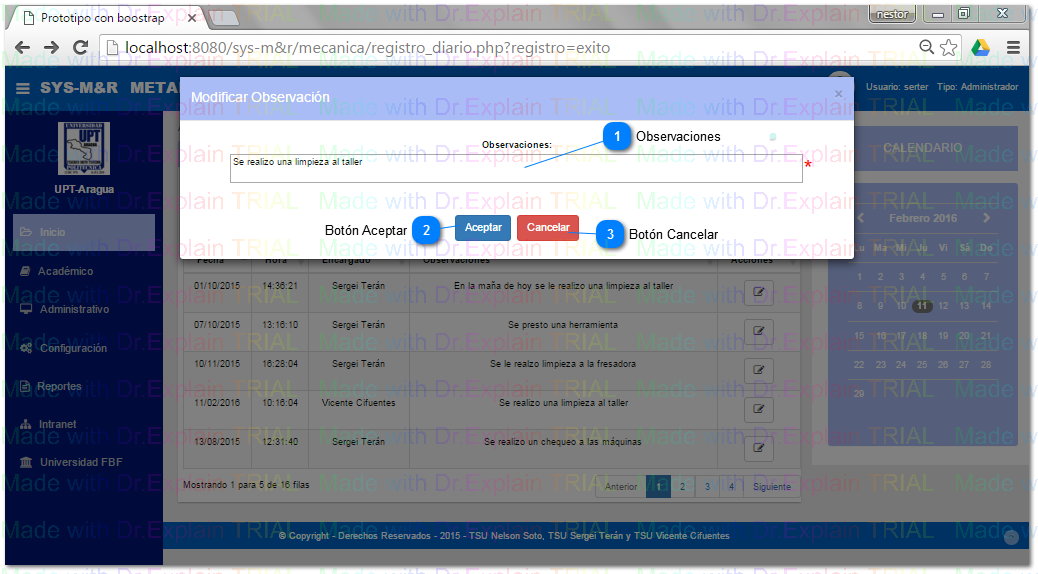 Prototipo con boostrap
nestor
localhost:8080/sys-m&r/mecanica/registro_diario.php?registro=exito
SYS-M&R META
Usuario: serter Tipo: Administrador
Modificar Observación
×
Observaciones:
1 Observaciones
Se realizo una limpieza al taller
*
Botón Aceptar 2
Aceptar
Cancelar
3 Botón Cancelar
UNIVERSIDAD
UPT
UPT-Aragua
Inicio
Académico
Administrativo
Configuración
Reportes
Intranet
Universidad FBF
Fecha Hora Encargado Observaciones Acciones
01/10/2015 14:36:21 Sergei Terán En la maña de hoy se le realizo una limpieza al taller
07/10/2015 13:16:10 Sergei Terán Se presto una herramienta
10/11/2015 16:28:04 Sergei Terán Se le realzo limpieza a la fresadora
11/02/2016 10:16:04 Vicente Cifuentes Se realizo una limpieza al taller
13/08/2015 12:31:40 Sergei Terán Se realizo un chequeo a las máquinas
Mostrando 1 para 5 de 16 filas
Anterior 1 2 3 4 Siguiente
CALENDARIO
Febrero 2016
Lu Ma Mi Ju Vi Sá Do
1 2 3 4 5 6 7
8 9 10 11 12 13 14
15 16 17 18 19 20 21
22 23 24 25 26 27 28
29
© Copyright - Derechos Reservados - 2015 - TSU Nelson Soto, TSU Sergei Terán y TSU Vicente Cifuentes
Made with Dr.Explain TRIAL